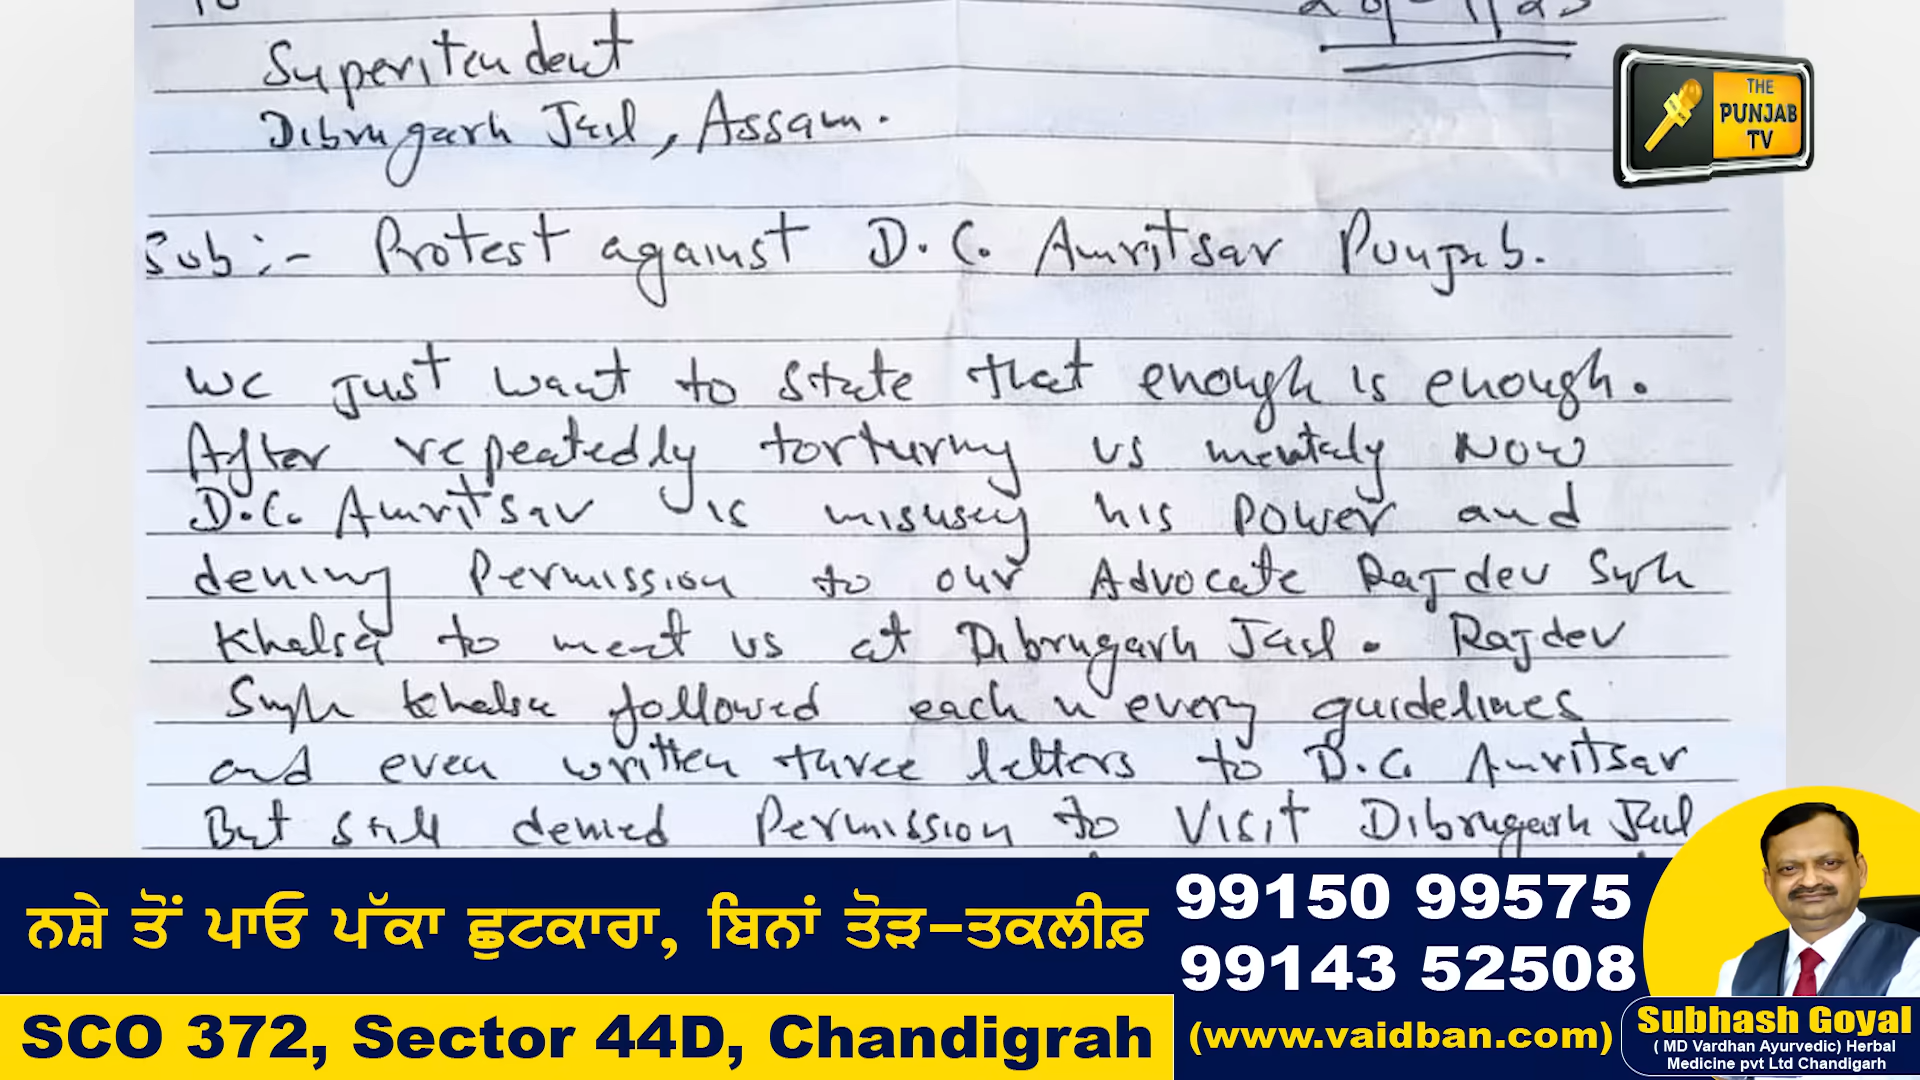 To
Superitendent
Dibrugarh Jail, Assam.
Sub :- Protest against D.C. Amritsar Punjab.
We just want to state that enough is enough.
After repeatedly torturing us mentaly NOW
D.C. Amritsar is misuseg his power and
dening Permission to our Advocate Rajdev Singh
Khalsa to meet us at Dibrugarh Jail. Rajdev
Singh Khalsa followed each n every guidelines
and even written three letters to D.C. Amritsar
But still denied Permission to Visit Dibrugarh Jail
THE
PUNJAB
TV
ਨਸ਼ੇ ਤੋਂ ਪਾਓ ਪੱਕਾ ਛੁਟਕਾਰਾ, ਬਿਨਾਂ ਤੋੜ-ਤਕਲੀਫ਼
99150 99575
99143 52508
SCO 372, Sector 44D, Chandigrah
(www.vaidban.com)
Subhash Goyal
( MD Vardhan Ayurvedic) Herbal
Medicine pvt Ltd Chandigarh